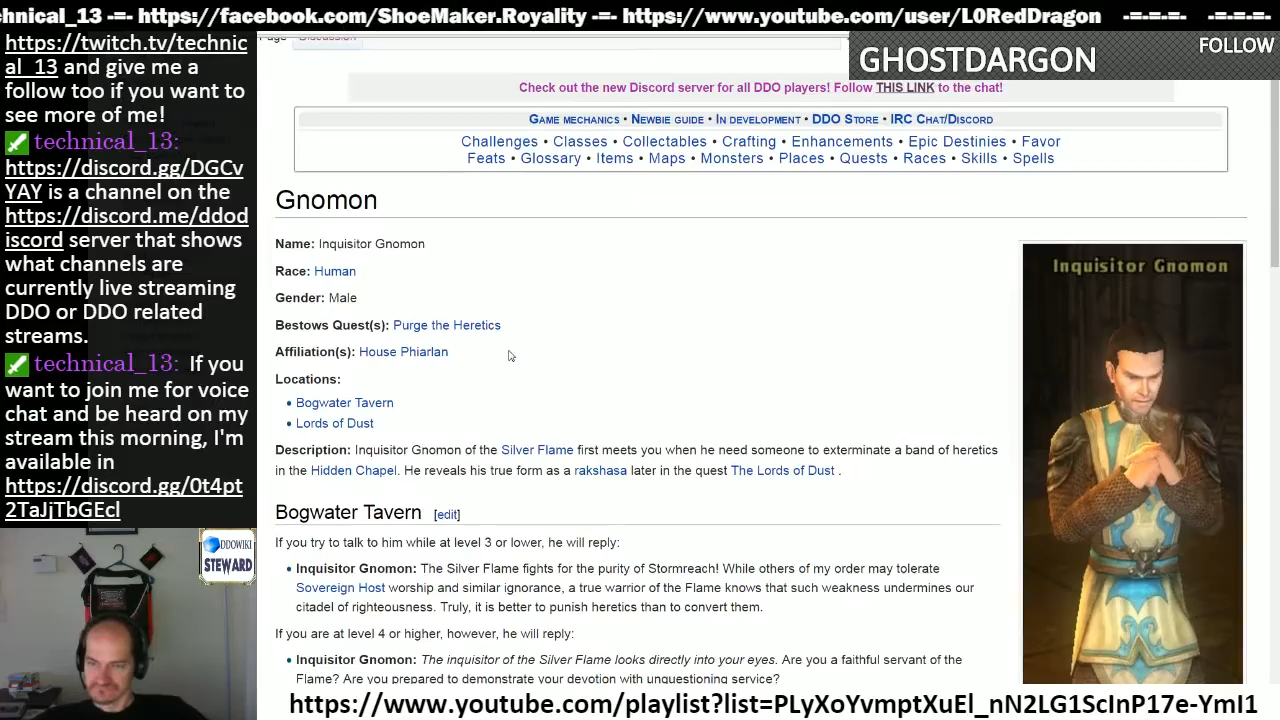 chnical_13 -=- https://facebook.com/ShoeMaker.Royality -=- https://www.youtube.com/user/L0RedDragon -=-=-=- -=-=-=-
https://twitch.tv/technic
al_13 and give me a
follow too if you want to
see more of me!
technical_13:
https://discord.gg/DGCv
YAY is a channel on the
https://discord.me/ddod
iscord server that shows
what channels are
currently live streaming
DDO or DDO related
streams.
technical_13: If you
want to join me for voice
chat and be heard on my
stream this morning, I'm
available in
https://discord.gg/0t4pt
2TaJjTbGEcl
DDOWIKI
STEWARD
Page Discussion
GHOSTDARGON
FOLLOW
Check out the new Discord server for all DDO players! Follow THIS LINK to the chat!
Game mechanics • Newbie guide • In development • DDO Store • IRC Chat/Discord
Challenges • Classes • Collectables • Crafting • Enhancements • Epic Destinies • Favor
Feats • Glossary • Items • Maps • Monsters • Places • Quests • Races • Skills • Spells
Gnomon
Name: Inquisitor Gnomon
Race: Human
Gender: Male
Bestows Quest(s): Purge the Heretics
Affiliation(s): House Phiarlan
Locations:
• Bogwater Tavern
• Lords of Dust
Description: Inquisitor Gnomon of the Silver Flame first meets you when he need someone to exterminate a band of heretics
in the Hidden Chapel. He reveals his true form as a rakshasa later in the quest The Lords of Dust .
Inquisitor Gnomon
Bogwater Tavern [edit]
If you try to talk to him while at level 3 or lower, he will reply:
• Inquisitor Gnomon: The Silver Flame fights for the purity of Stormreach! While others of my order may tolerate
Sovereign Host worship and similar ignorance, a true warrior of the Flame knows that such weakness undermines our
citadel of righteousness. Truly, it is better to punish heretics than to convert them.
If you are at level 4 or higher, however, he will reply:
• Inquisitor Gnomon: The inquisitor of the Silver Flame looks directly into your eyes. Are you a faithful servant of the
Flame? Are you prepared to demonstrate your devotion with unquestioning service?
https://www.youtube.com/playlist?list=PLyXoYvmptXuEl_nN2LG1ScInP17e-YmI1